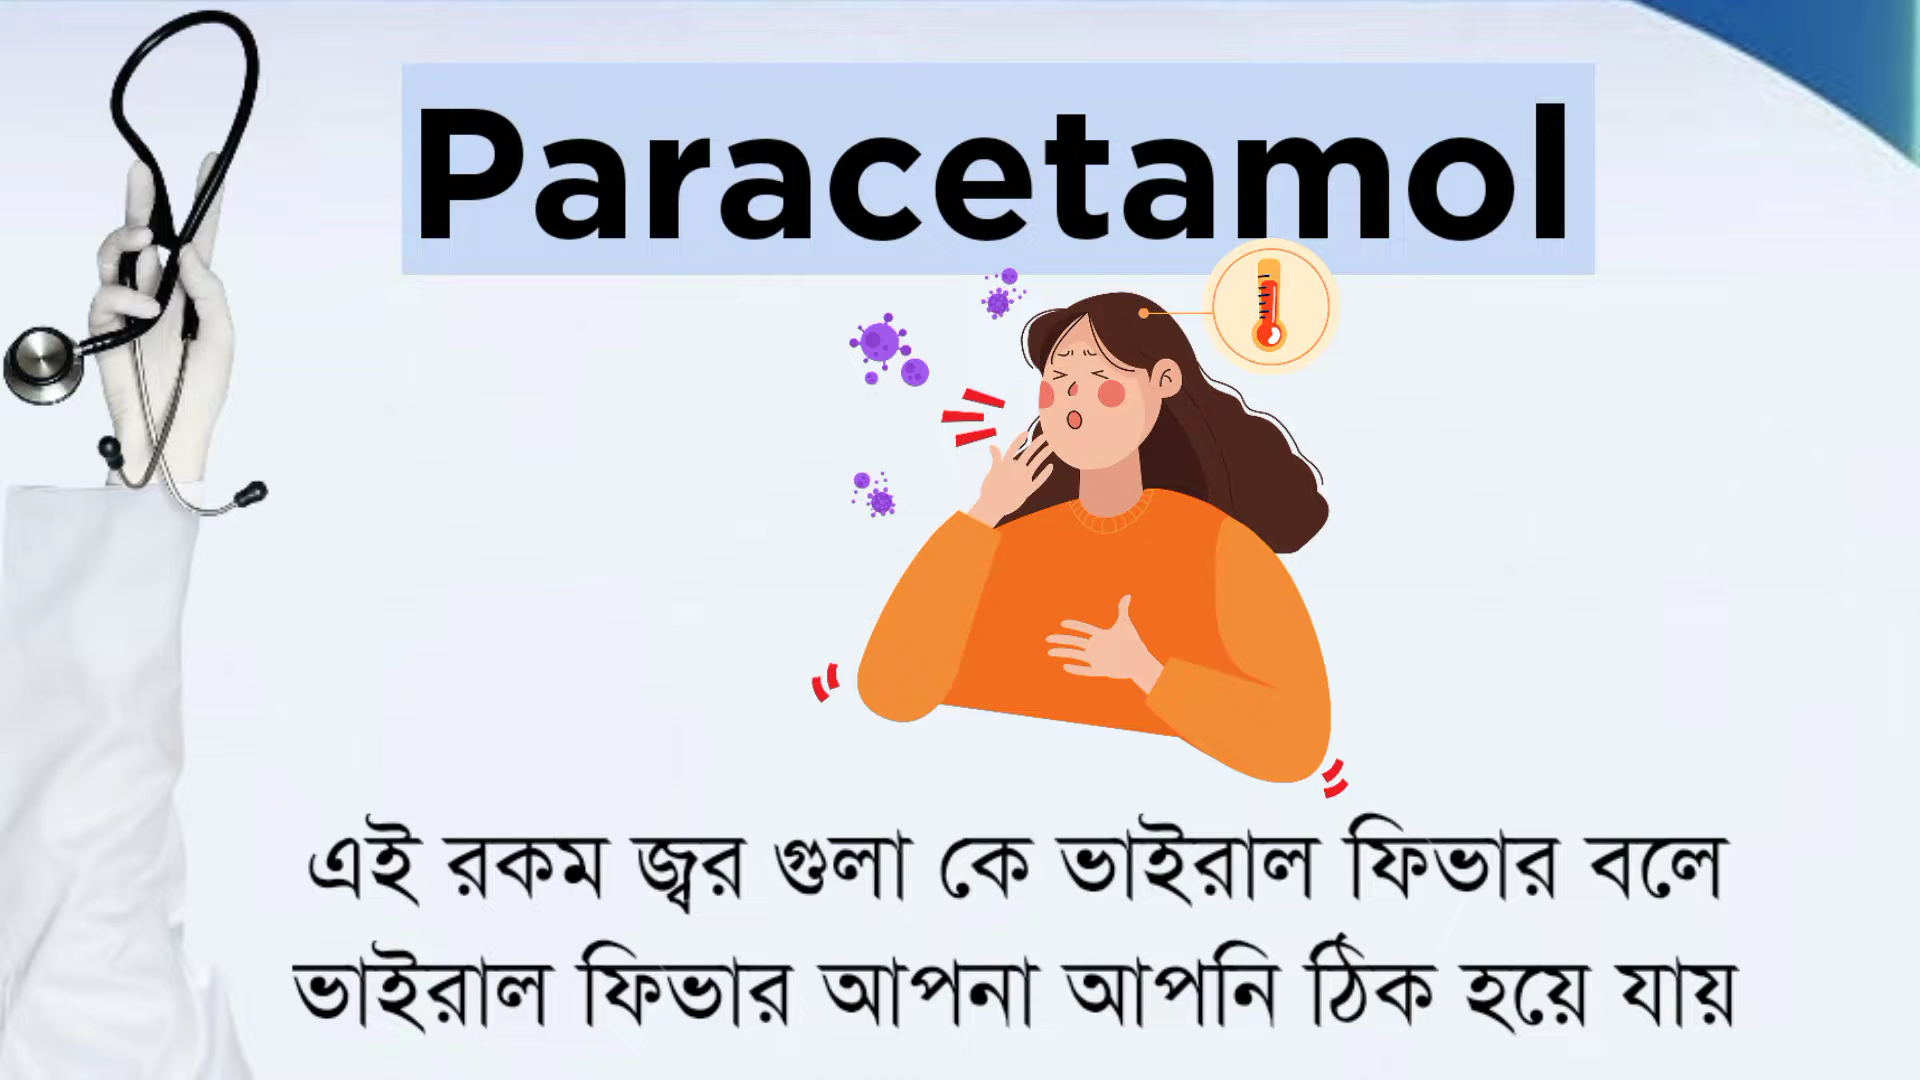 Paracetamol
এই রকম জ্বর গুলা কে ভাইরাল ফিভার বলে
ভাইরাল ফিভার আপনা আপনি ঠিক হয়ে যায়